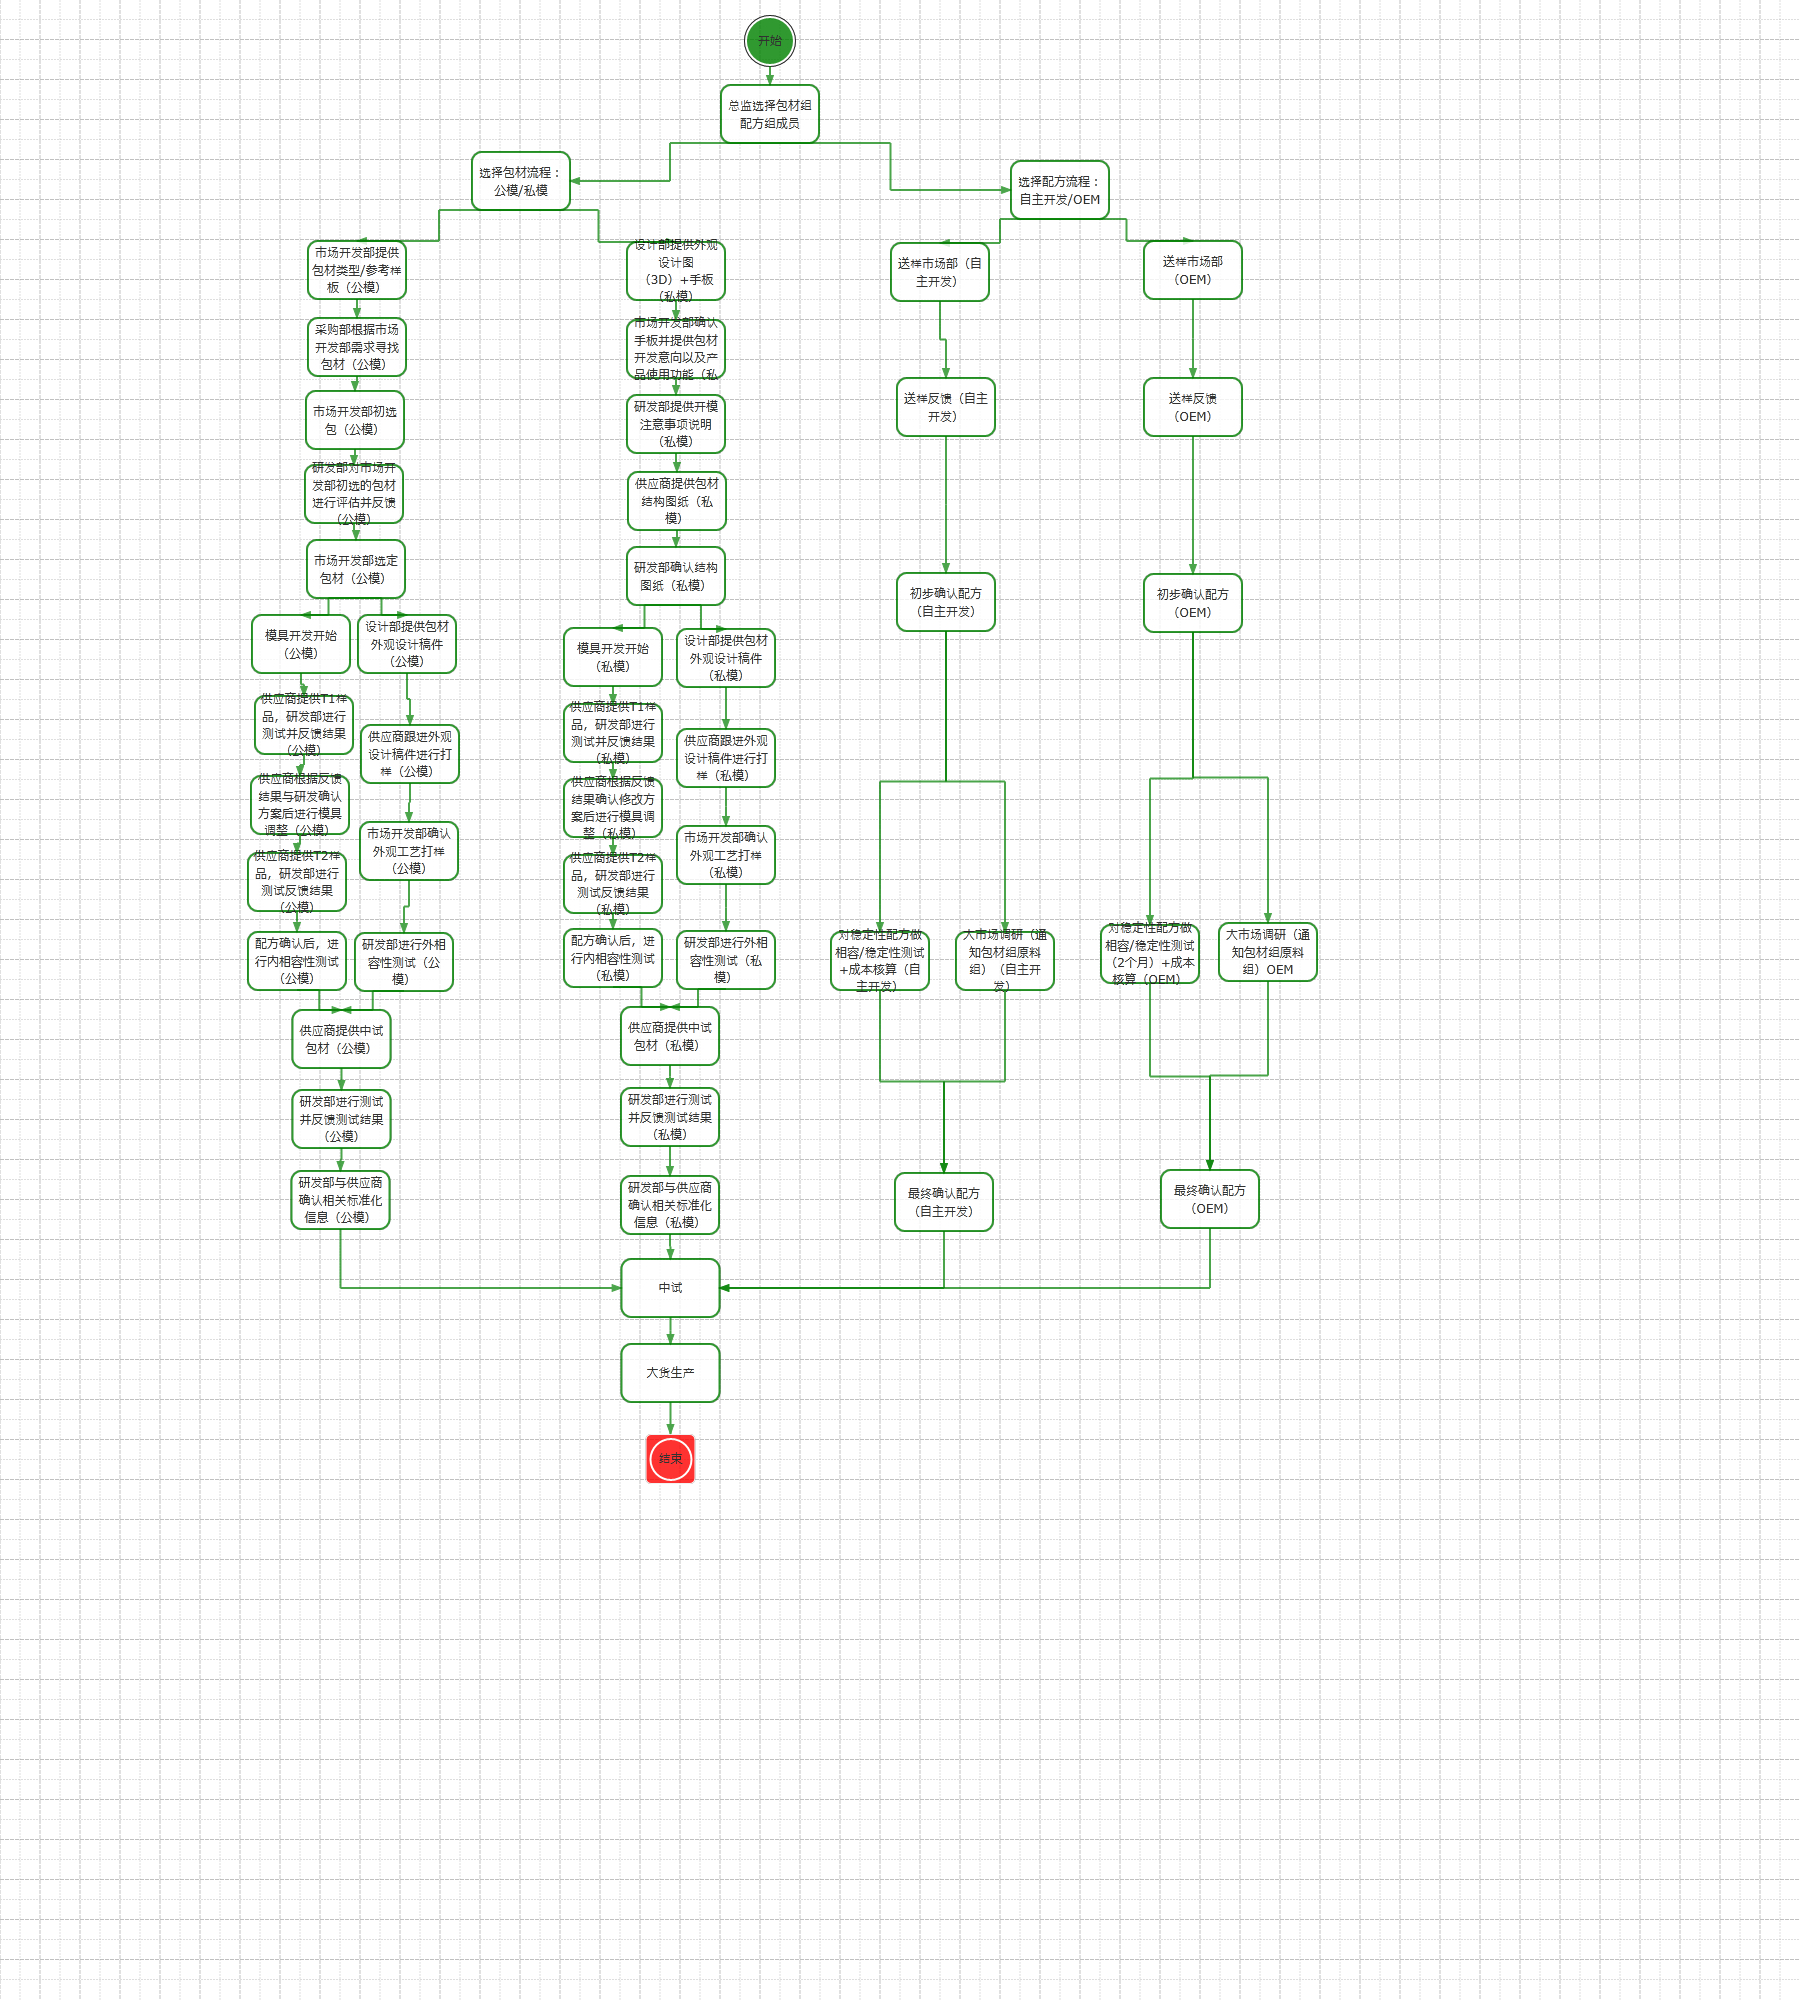 开始
总监选择包材组
配方组成员
选择包材流程：
公模/私模
选择配方流程：
自主开发/OEM
市场开发部提供
包材类型/参考样
板（公模）
设计部提供外观
设计图
（3D）+手板
（私模）
送样市场部（自
主开发）
送样市场部
（OEM）
采购部根据市场
开发部需求寻找
包材（公模）
市场开发部确认
手板并提供包材
开发意向以及产
品使用功能（私
市场开发部初选
包（公模）
研发部提供开模
注意事项说明
（私模）
送样反馈（自主
开发）
送样反馈
（OEM）
研发部对市场开
发部初选的包材
进行评估并反馈
（公模）
供应商提供包材
结构图纸（私
模）
市场开发部选定
包材（公模）
研发部确认结构
图纸（私模）
初步确认配方
（自主开发）
初步确认配方
（OEM）
模具开发开始
（公模）
设计部提供包材
外观设计稿件
（公模）
模具开发开始
（私模）
设计部提供包材
外观设计稿件
（私模）
供应商提供T1样
品，研发部进行
测试并反馈结果
（公模）
供应商跟进外观
设计稿件进行打
样（公模）
供应商提供T1样
品，研发部进行
测试并反馈结果
（私模）
供应商跟进外观
设计稿件进行打
样（私模）
供应商根据反馈
结果与研发确认
方案后进行模具
调整（公模）
市场开发部确认
外观工艺打样
（公模）
供应商根据反馈
结果确认修改方
案后进行模具调
整（私模）
市场开发部确认
外观工艺打样
（私模）
供应商提供T2样
品，研发部进行
测试反馈结果
（公模）
供应商提供T2样
品，研发部进行
测试反馈结果
（私模）
配方确认后，进
行内相容性测试
（公模）
研发部进行外相
容性测试（公
模）
配方确认后，进
行内相容性测试
（私模）
研发部进行外相
容性测试（私
模）
对稳定性配方做
相容/稳定性测试
+成本核算（自
主开发）
大市场调研（通
知包材组原料
组）（自主开
发）
对稳定性配方做
相容/稳定性测试
（2个月）+成本
核算（OEM）
大市场调研（通
知包材组原料
组）OEM
供应商提供中试
包材（公模）
供应商提供中试
包材（私模）
研发部进行测试
并反馈测试结果
（公模）
研发部进行测试
并反馈测试结果
（私模）
研发部与供应商
确认相关标准化
信息（公模）
研发部与供应商
确认相关标准化
信息（私模）
最终确认配方
（自主开发）
最终确认配方
（OEM）
中试
大货生产
结束